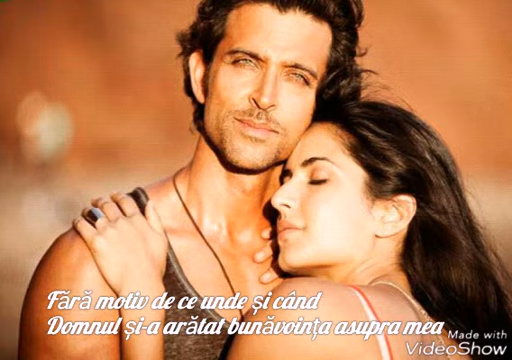 Fără motiv de ce unde și când
Domnul și-a arătat bunăvoința asupra mea
Made with
VideoShow